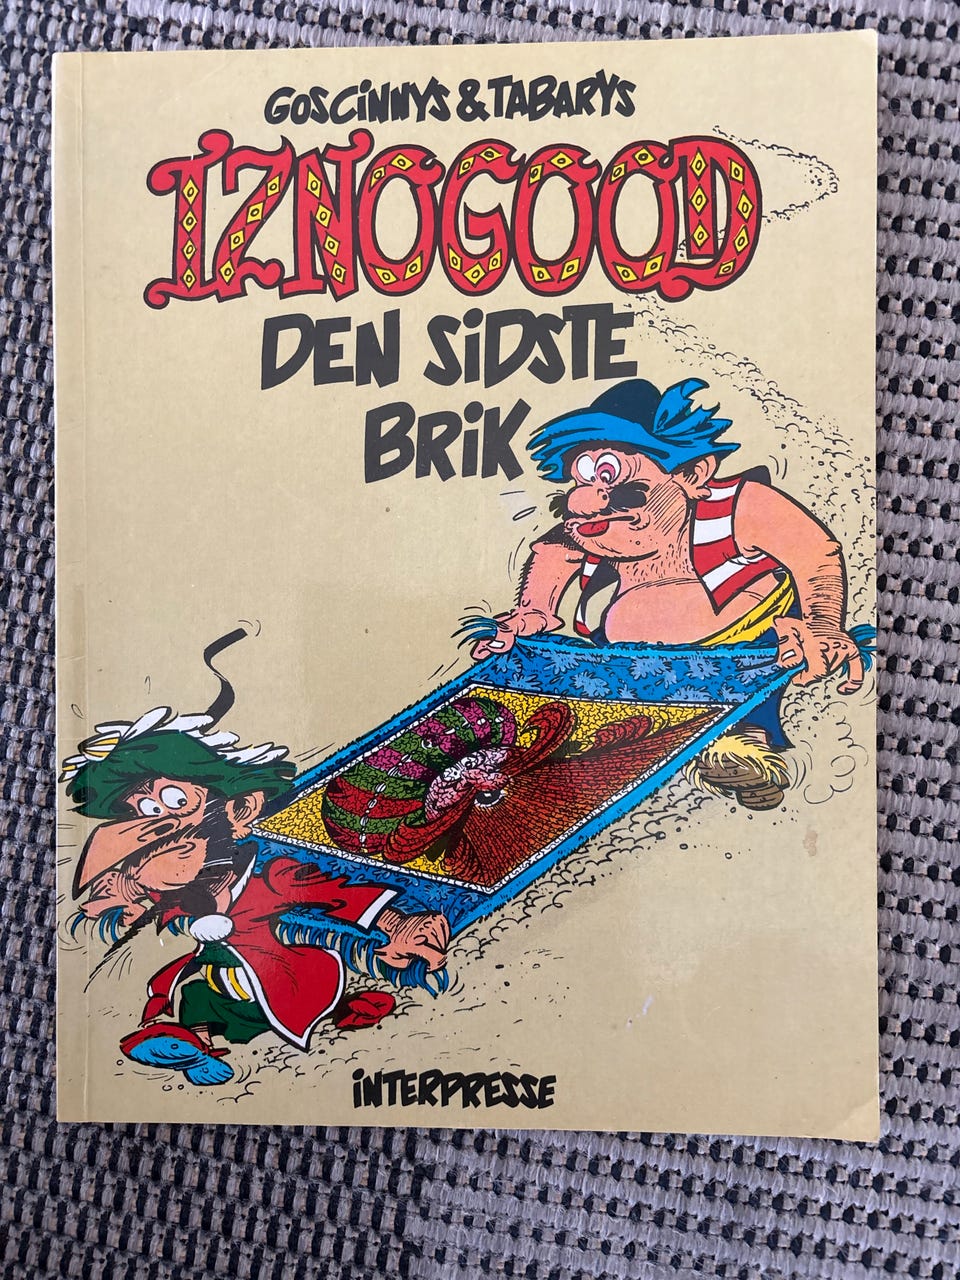 GOSCiNNYS & TABARYS
IZNOGOOD
DEN SiDSTE
BRiK
iNTERPRESSE